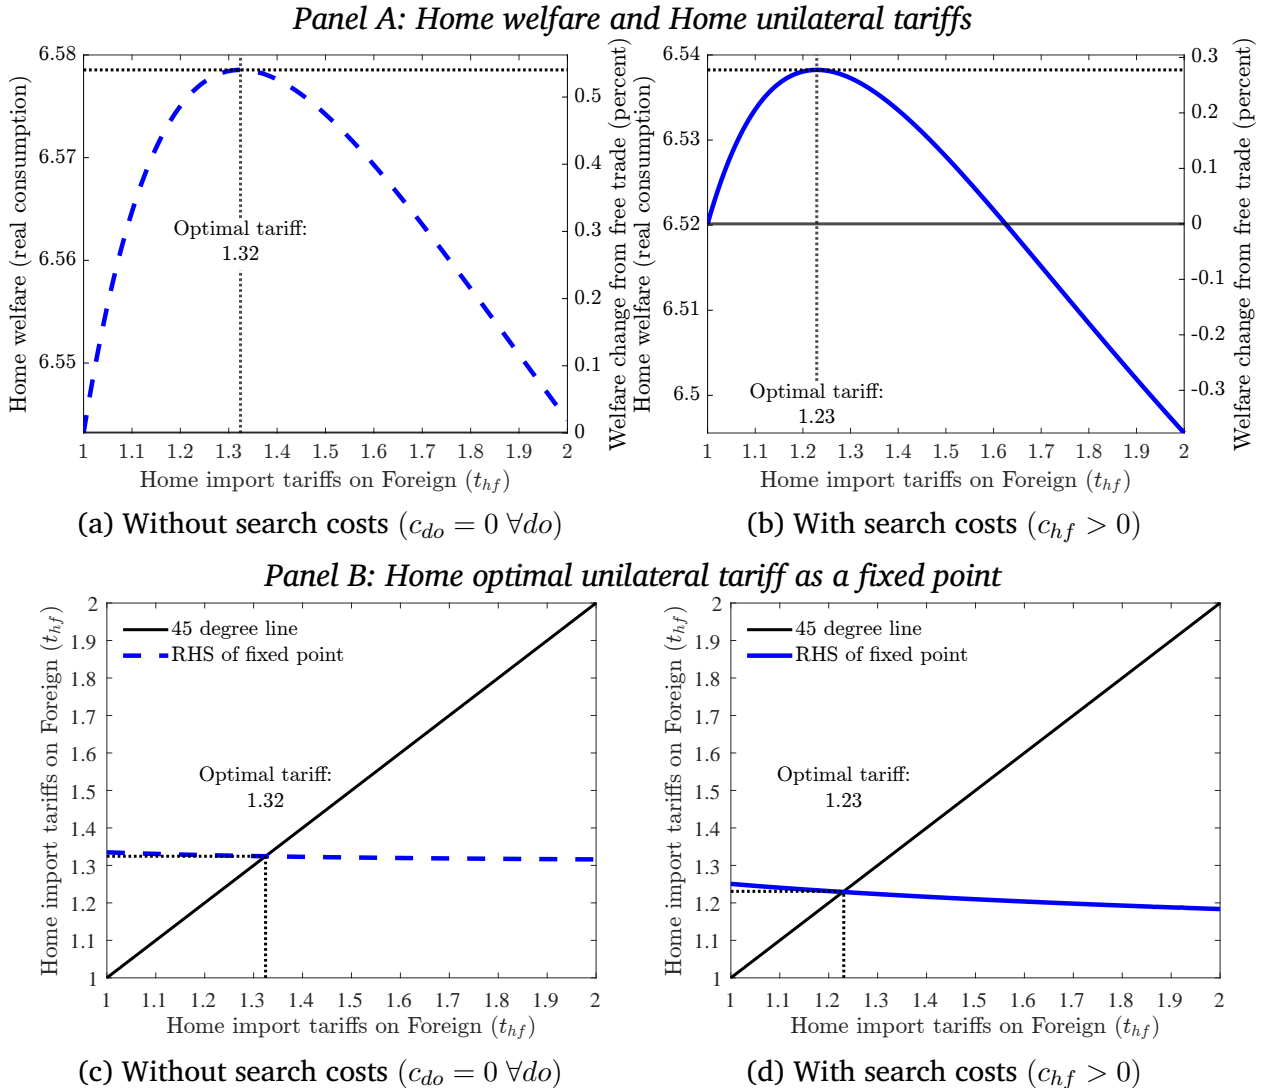 Panel A: Home welfare and Home unilateral tariffs
Home welfare (real consumption)
6.58
6.57
6.56
6.55
Optimal tariff:
1.32
0.5
0.4
0.3
0.2
0.1
0
Welfare change from free trade (percent)
1 1.1 1.2 1.3 1.4 1.5 1.6 1.7 1.8 1.9 2
Home import tariffs on Foreign (t_hf)
(a) Without search costs (c_do = 0 ∀do)
Home welfare (real consumption)
6.54
6.53
6.52
6.51
6.5
Optimal tariff:
1.23
0.3
0.2
0.1
0
-0.1
-0.2
-0.3
Welfare change from free trade (percent)
1 1.1 1.2 1.3 1.4 1.5 1.6 1.7 1.8 1.9 2
Home import tariffs on Foreign (t_hf)
(b) With search costs (c_hf > 0)
Panel B: Home optimal unilateral tariff as a fixed point
Home import tariffs on Foreign (t_hf)
2
1.9
1.8
1.7
1.6
1.5
1.4
1.3
1.2
1.1
1
45 degree line
RHS of fixed point
Optimal tariff:
1.32
1 1.1 1.2 1.3 1.4 1.5 1.6 1.7 1.8 1.9 2
Home import tariffs on Foreign (t_hf)
(c) Without search costs (c_do = 0 ∀do)
Home import tariffs on Foreign (t_hf)
2
1.9
1.8
1.7
1.6
1.5
1.4
1.3
1.2
1.1
1
45 degree line
RHS of fixed point
Optimal tariff:
1.23
1 1.1 1.2 1.3 1.4 1.5 1.6 1.7 1.8 1.9 2
Home import tariffs on Foreign (t_hf)
(d) With search costs (c_hf > 0)